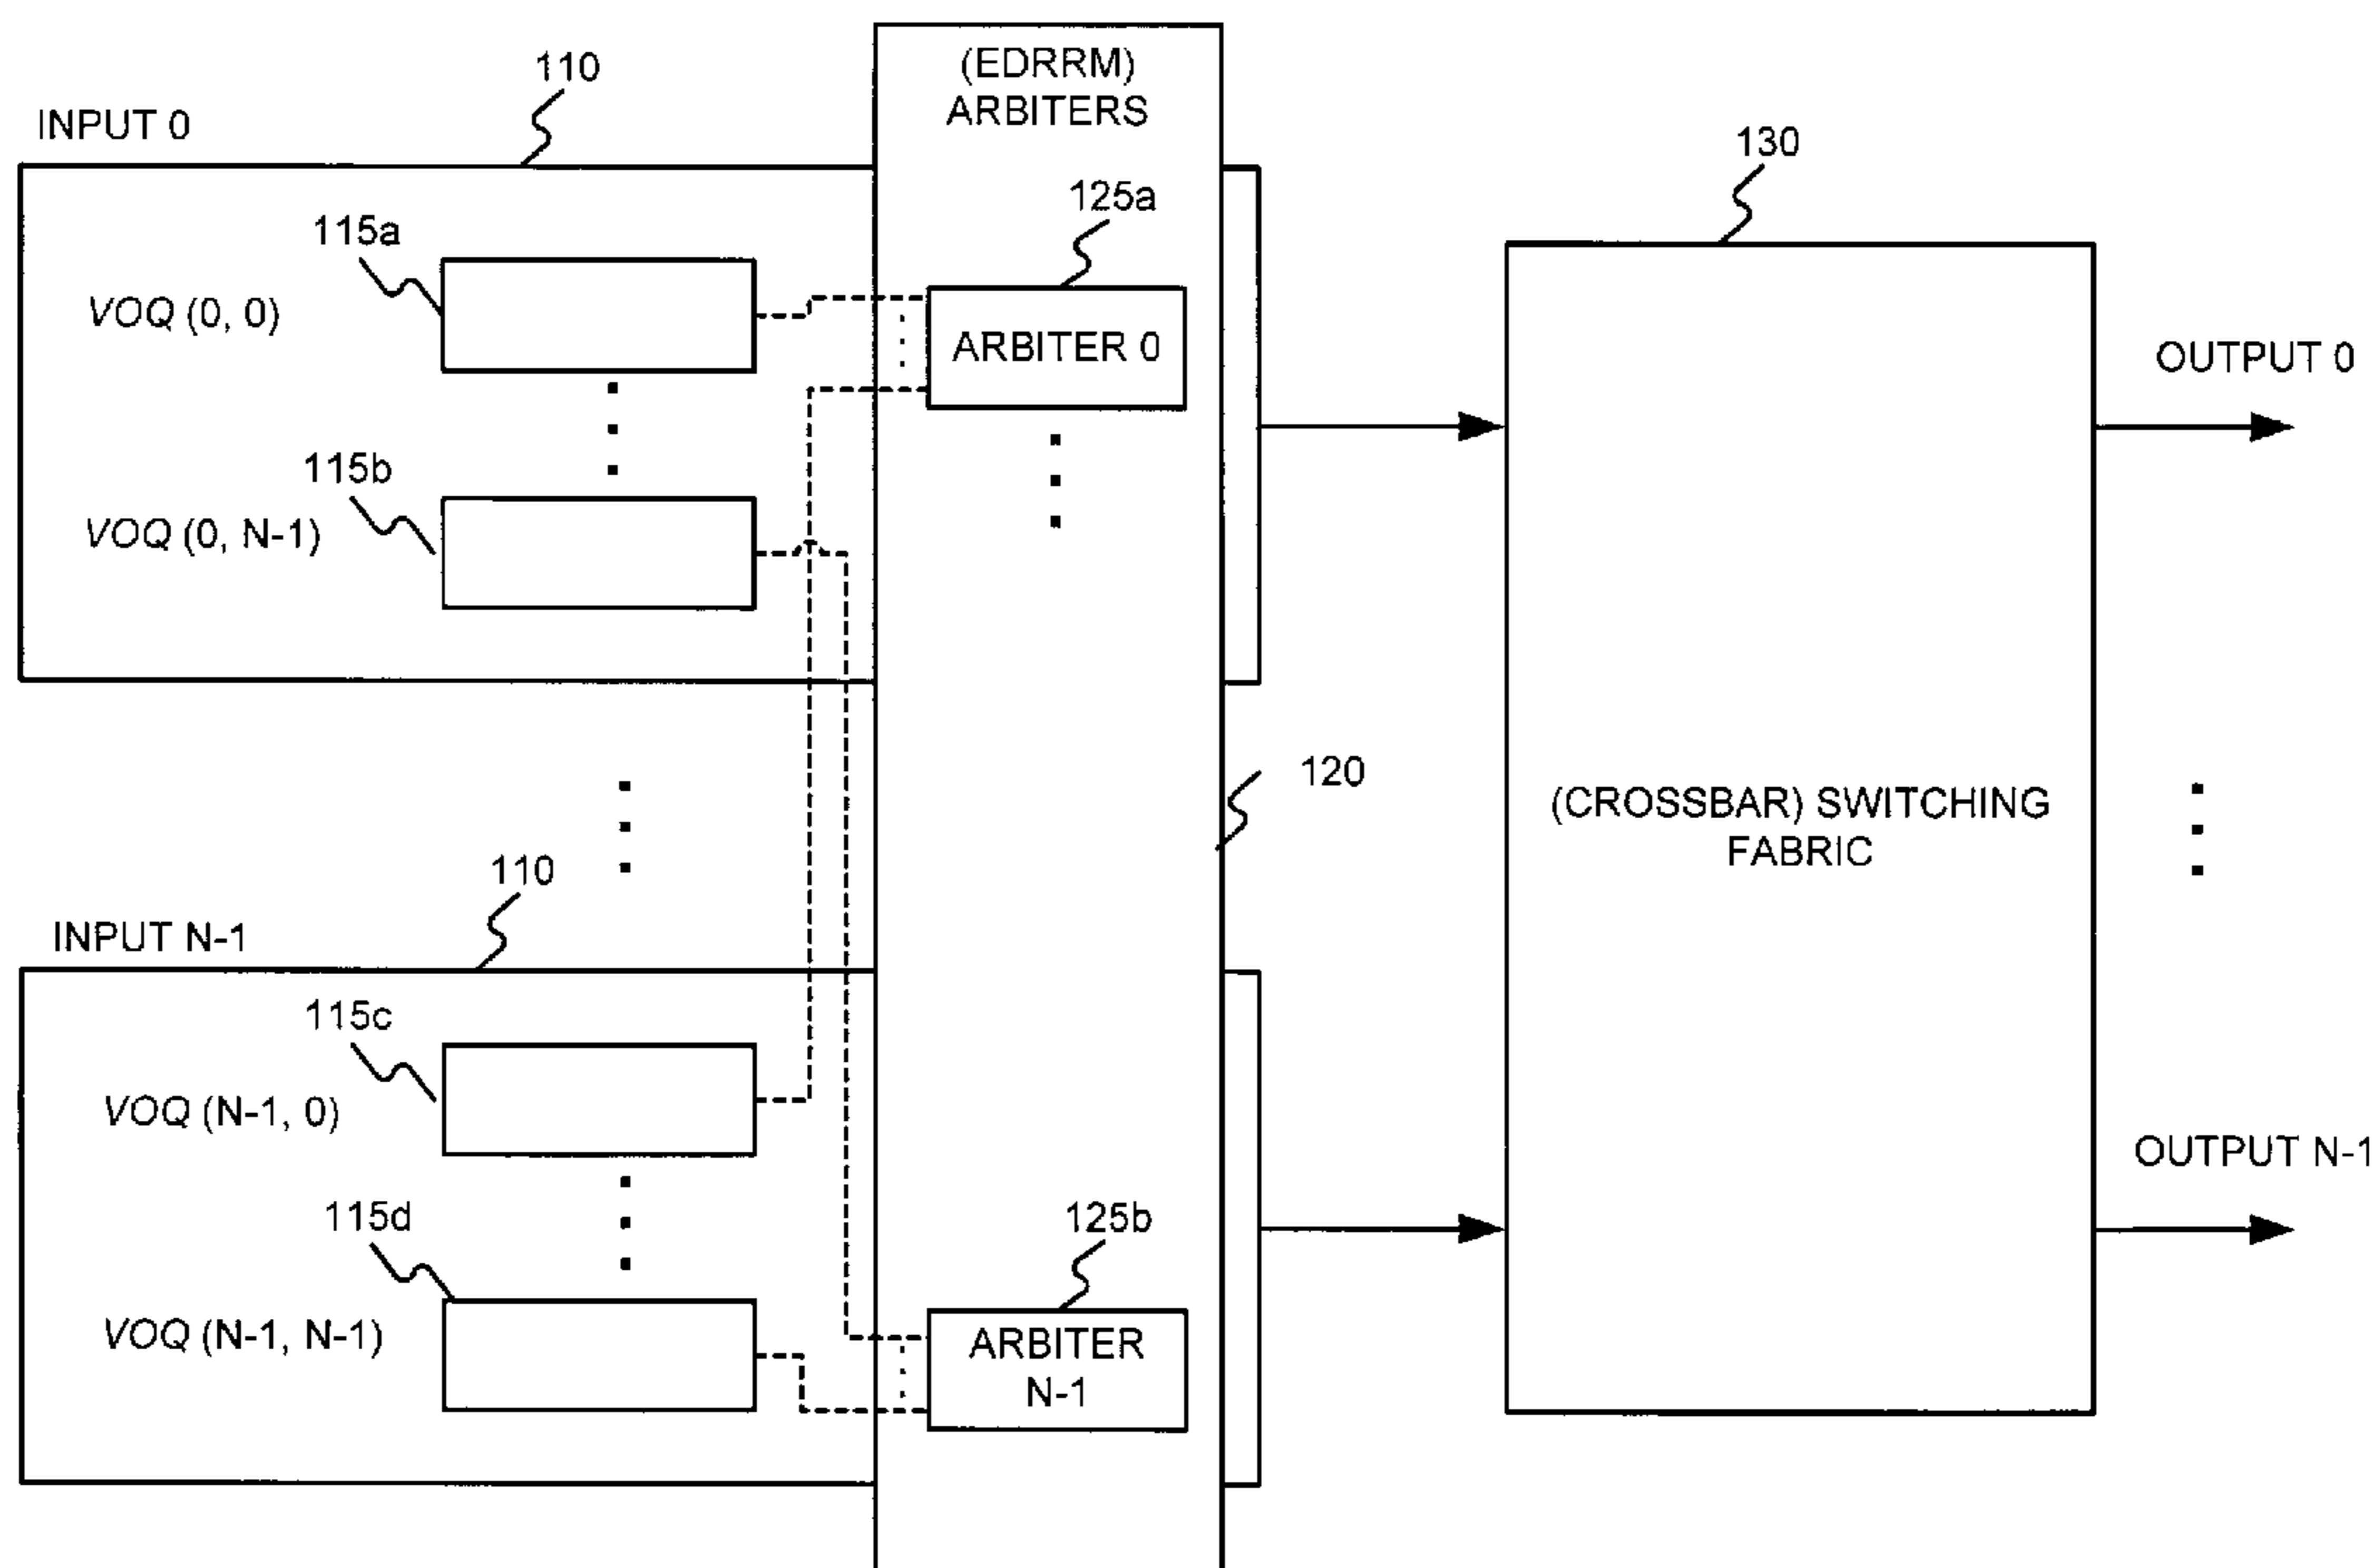 (EDRRM)
ARBITERS
110
INPUT 0
130
125a
115a
VOQ (0, 0)
ARBITER 0
OUTPUT 0
115b
VOQ (0, N-1)
120
(CROSSBAR) SWITCHING
FABRIC
110
INPUT N-1
115c
VOQ (N-1, 0)
OUTPUT N-1
115d
125b
VOQ (N-1, N-1)
ARBITER
N-1